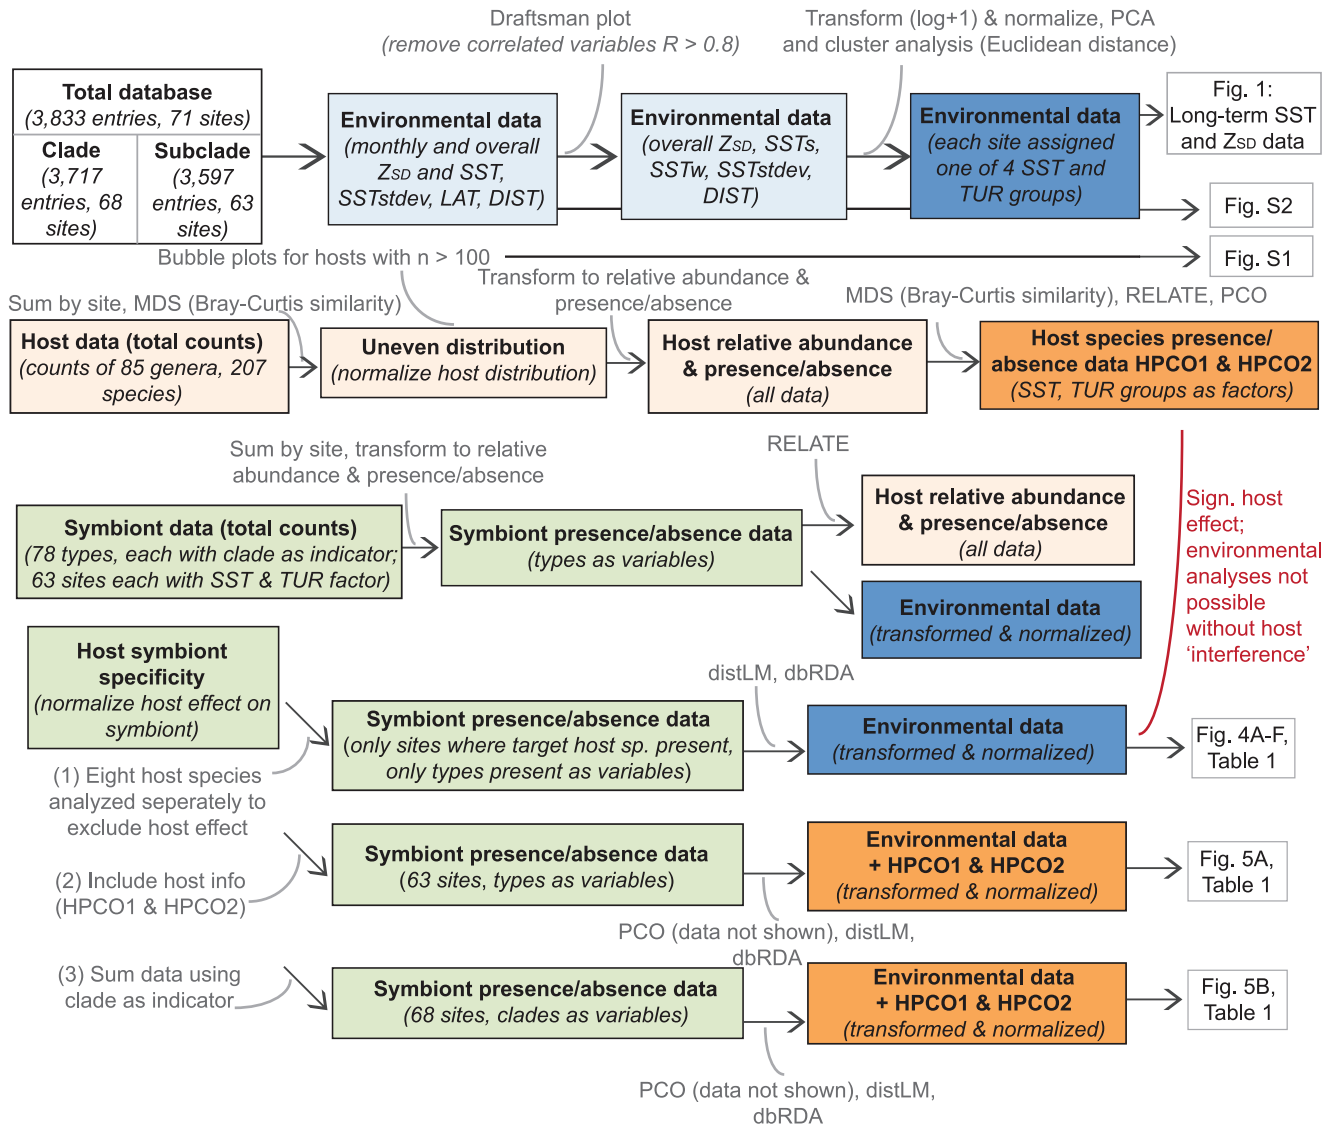 Draftsman plot
(remove correlated variables R > 0.8)
Transform (log+1) & normalize, PCA
and cluster analysis (Euclidean distance)
Total database
(3,833 entries, 71 sites)
Clade
(3,717
entries, 68
sites)
Subclade
(3,597
entries, 63
sites)
Environmental data
(monthly and overall
ZSD and SST,
SSTstdev, LAT, DIST)
Environmental data
(overall ZSD, SSTs,
SSTw, SSTstdev,
DIST)
Environmental data
(each site assigned
one of 4 SST and
TUR groups)
Fig. 1:
Long-term SST
and ZSD data
Fig. S2
Fig. S1
Bubble plots for hosts with n > 100
Transform to relative abundance &
presence/absence
Sum by site, MDS (Bray-Curtis similarity)
MDS (Bray-Curtis similarity), RELATE, PCO
Host data (total counts)
(counts of 85 genera, 207
species)
Uneven distribution
(normalize host distribution)
Host relative abundance
& presence/absence
(all data)
Host species presence/
absence data HPCO1 & HPCO2
(SST, TUR groups as factors)
Sum by site, transform to relative
abundance & presence/absence
RELATE
Symbiont data (total counts)
(78 types, each with clade as indicator;
63 sites each with SST & TUR factor)
Symbiont presence/absence data
(types as variables)
Host relative abundance
& presence/absence
(all data)
Environmental data
(transformed & normalized)
Sign. host
effect;
environmental
analyses not
possible
without host
‘interference’
Host symbiont
specificity
(normalize host effect on
symbiont)
distLM, dbRDA
Symbiont presence/absence data
(only sites where target host sp. present,
only types present as variables)
Environmental data
(transformed & normalized)
Fig. 4A-F,
Table 1
(1) Eight host species
analyzed seperately to
exclude host effect
Symbiont presence/absence data
(63 sites, types as variables)
Environmental data
+ HPCO1 & HPCO2
(transformed & normalized)
Fig. 5A,
Table 1
(2) Include host info
(HPCO1 & HPCO2)
PCO (data not shown), distLM,
dbRDA
(3) Sum data using
clade as indicator
Symbiont presence/absence data
(68 sites, clades as variables)
Environmental data
+ HPCO1 & HPCO2
(transformed & normalized)
Fig. 5B,
Table 1
PCO (data not shown), distLM,
dbRDA